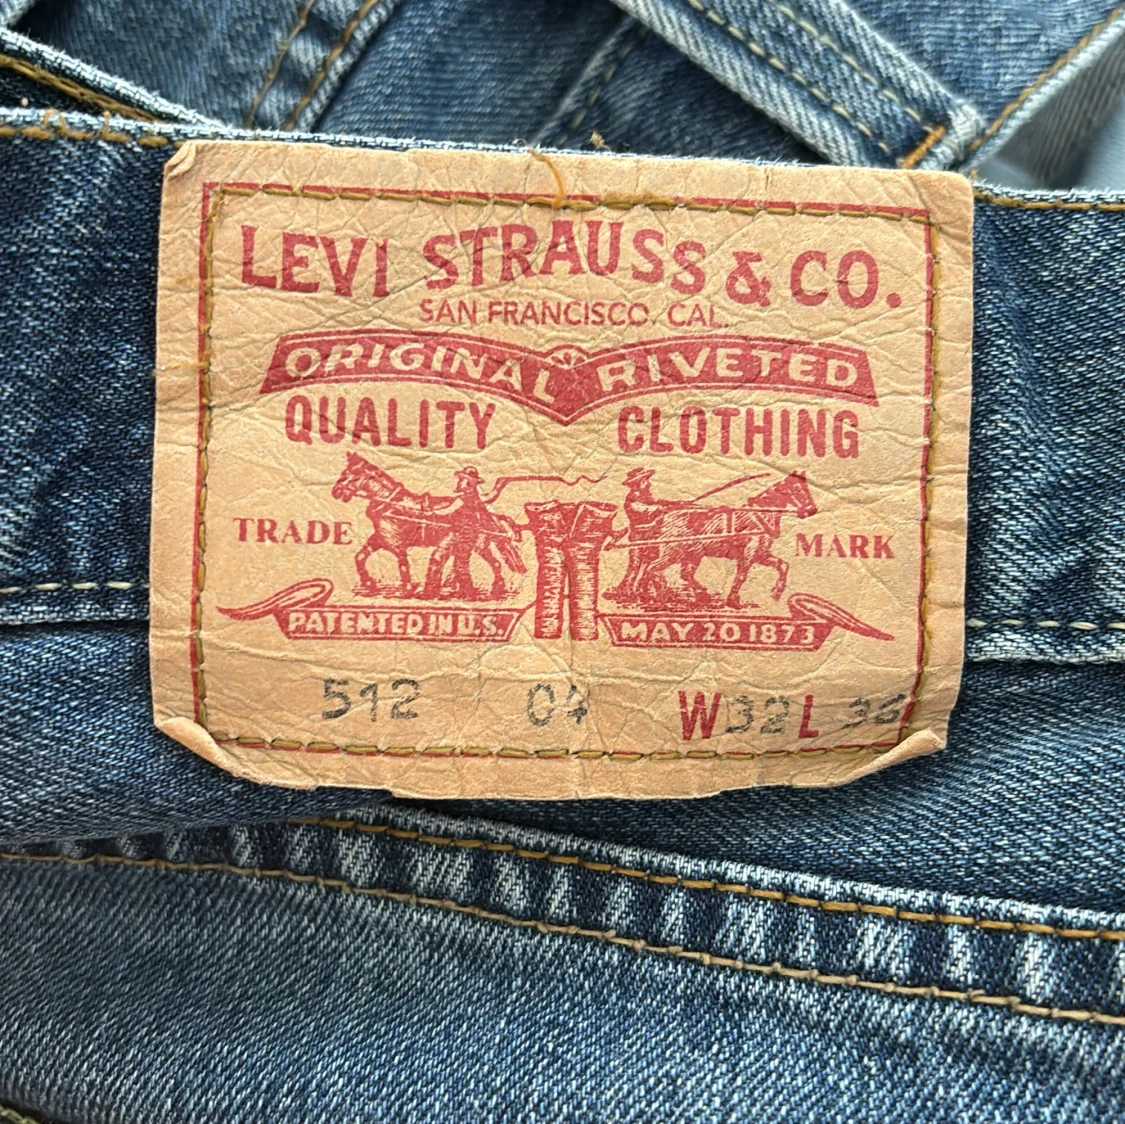 LEVI STRAUSS & CO.
SAN FRANCISCO. CAL.
ORIGINAL RIVETED
QUALITY CLOTHING
TRADE MARK
PATENTED IN U.S. MAY 20 1873
512 04 W32 L 36